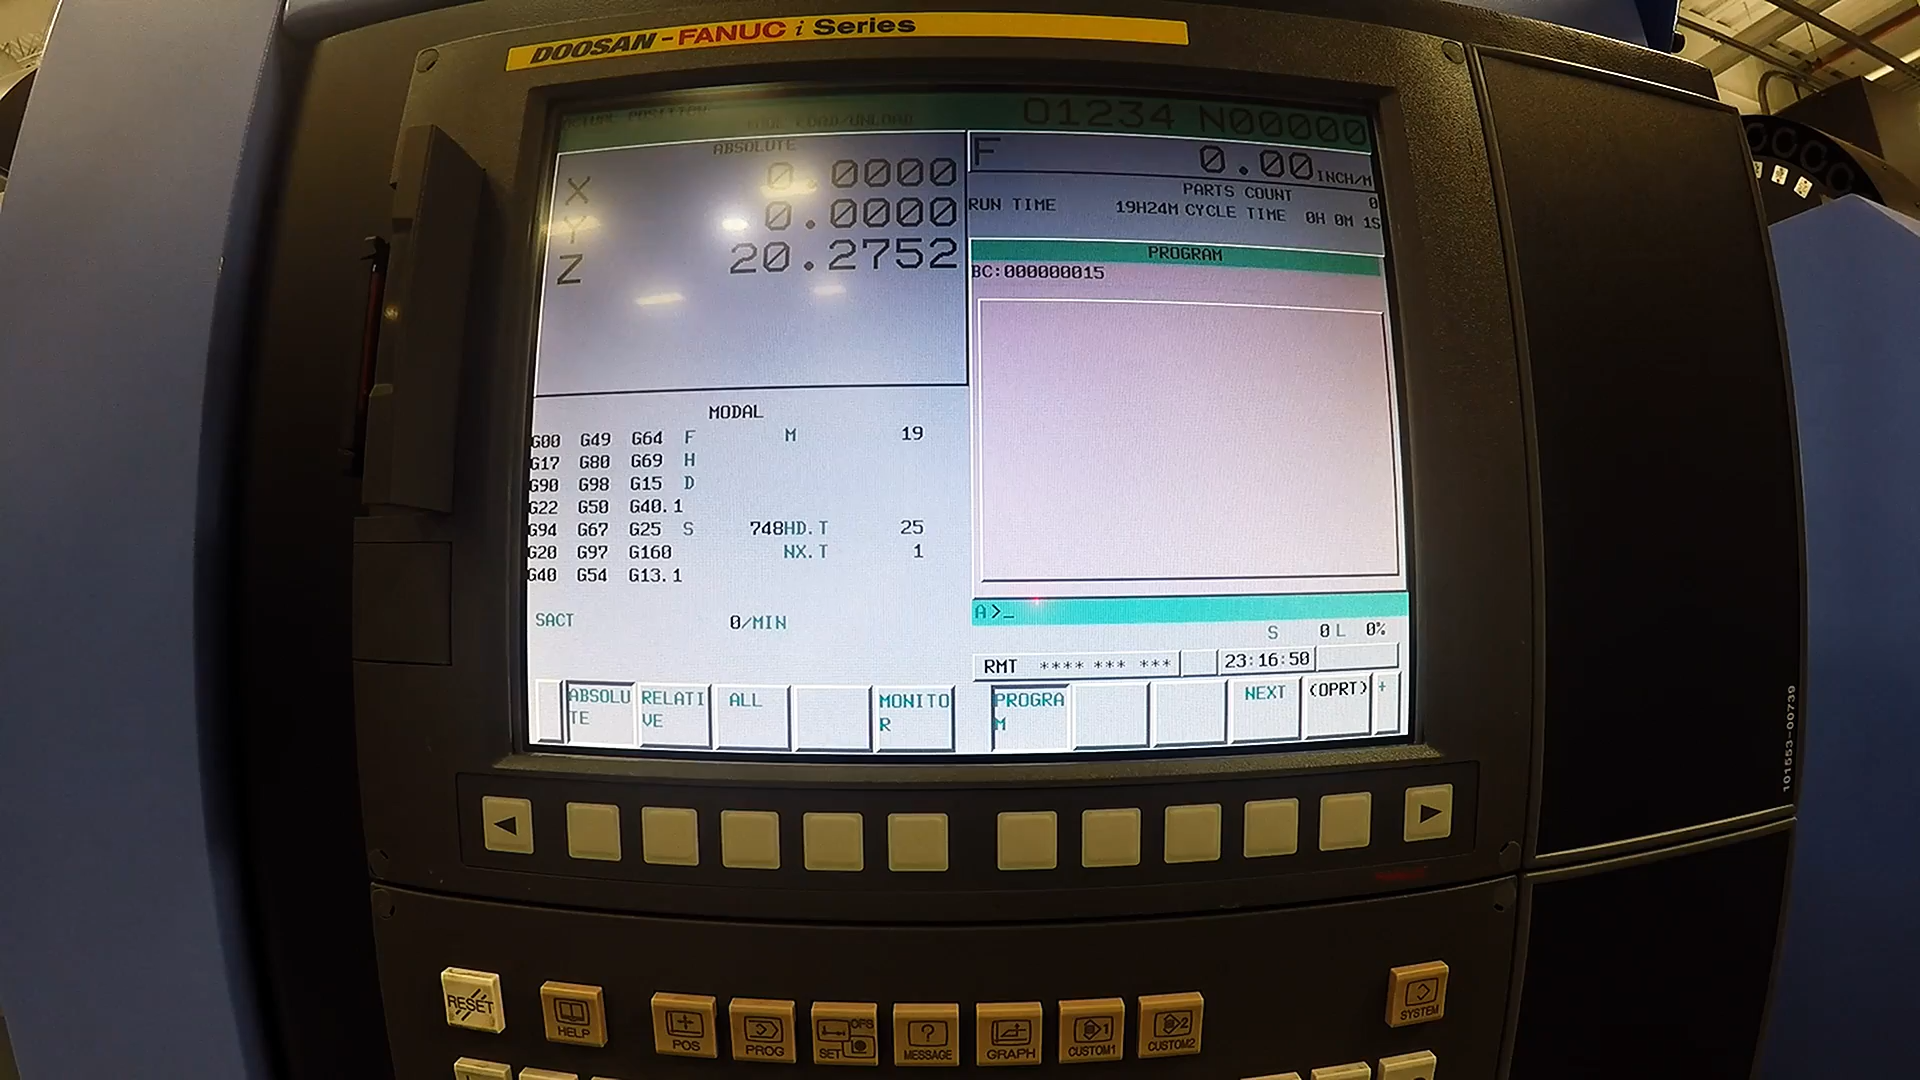 DOOSAN-FANUC i Series
ACTUAL POSITION
O1234 N00000
ABSOLUTE
X 0.0000
Y 0.0000
Z 20.2752
F 0.00 INCH/M
PARTS COUNT 0
RUN TIME 19H24M CYCLE TIME 0H 0M 1S
PROGRAM
BC:000000015
MODAL
G00 G49 G64 F M 19
G17 G80 G69 H
G90 G98 G15 D
G22 G50 G40.1
G94 G67 G25 S 748 HD.T 25
G20 G97 G160 NX.T 1
G40 G54 G13.1
SACT 0/MIN
A>_
S 0 L 0%
RMT **** *** *** 23:16:50
ABSOLUTE RELATIVE ALL MONITOR PROGRAM NEXT (OPRT) +
101553-00739
RESET HELP POS PROG OFS SET MESSAGE GRAPH CUSTOM1 CUSTOM2 SYSTEM